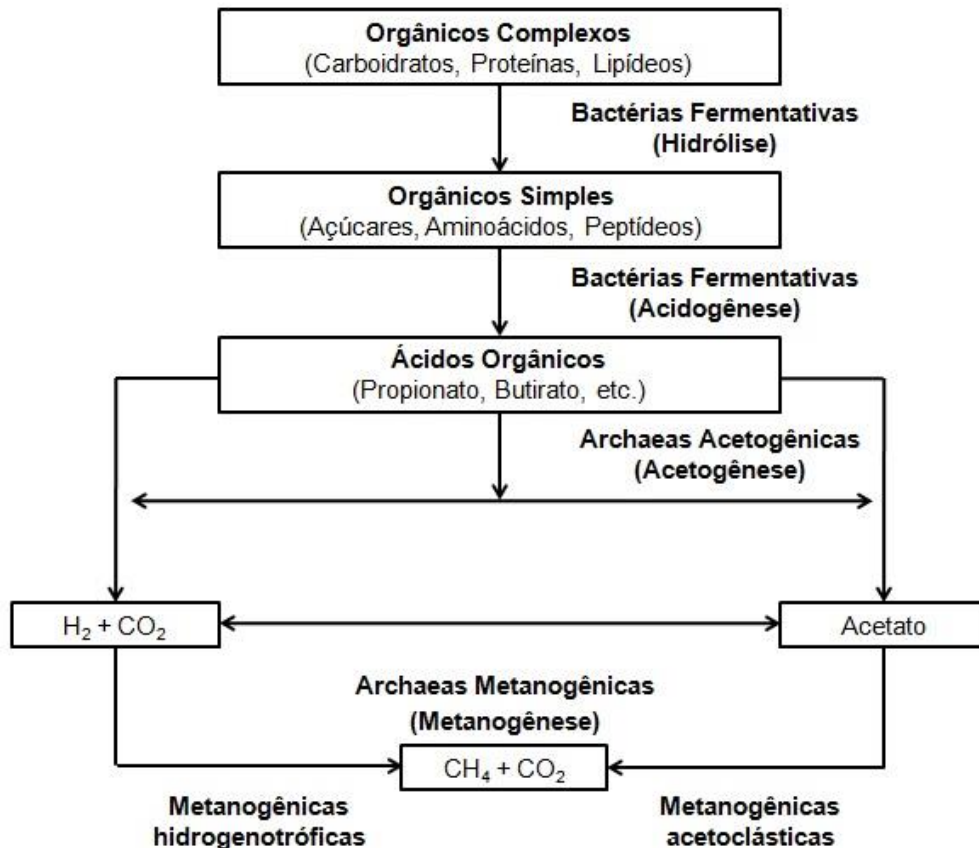 Orgânicos Complexos
(Carboidratos, Proteínas, Lipídeos)
Bactérias Fermentativas
(Hidrólise)
Orgânicos Simples
(Açúcares, Aminoácidos, Peptídeos)
Bactérias Fermentativas
(Acidogênese)
Ácidos Orgânicos
(Propionato, Butirato, etc.)
Archaeas Acetogênicas
(Acetogênese)
H₂ + CO₂
Acetato
Archaeas Metanogênicas
(Metanogênese)
CH₄ + CO₂
Metanogênicas
hidrogenotróficas
Metanogênicas
acetoclásticas